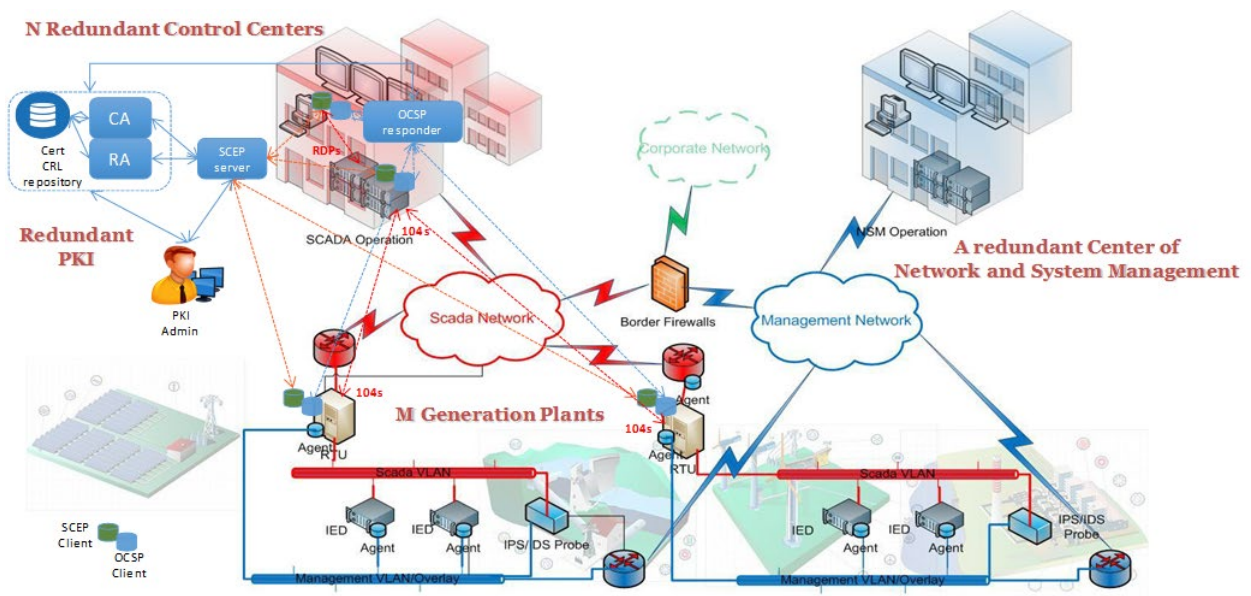 N Redundant Control Centers
CA
RA
Cert
CRL
repository
SCEP
server
OCSP
responder
RDPs
Corporate Network
SCADA Operation
104s
NSM Operation
Redundant
PKI
A redundant Center of
Network and System Management
PKI
Admin
Scada Network
Border Firewalls
Management Network
104s
M Generation Plants
Agent
104s
Agent
RTU
Agent
RTU
Scada VLAN
Scada VLAN
IED
Agent
IED
Agent
IPS/IDS Probe
IED
Agent
IED
Agent
IPS/IDS
Probe
SCEP
Client
OCSP
Client
Management VLAN/Overlay
Management VLAN/Overlay